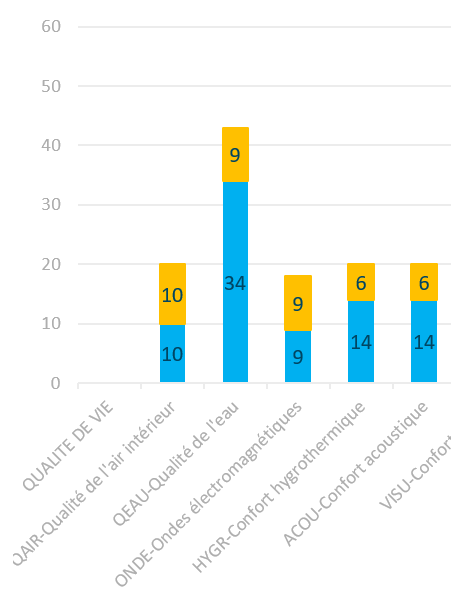 60
50
40
30
20
10
0
10
10
9
34
9
9
6
14
6
14
QUALITE DE VIE
QAIR-Qualité de l'air intérieur
QEAU-Qualité de l'eau
ONDE-Ondes électromagnétiques
HYGR-Confort hygrothermique
ACOU-Confort acoustique
VISU-Confort